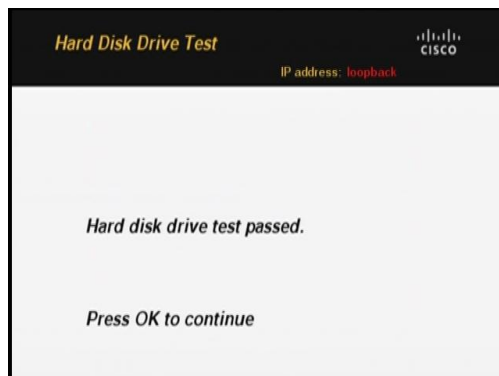 Hard Disk Drive Test
CISCO
IP address: loopback
Hard disk drive test passed.
Press OK to continue